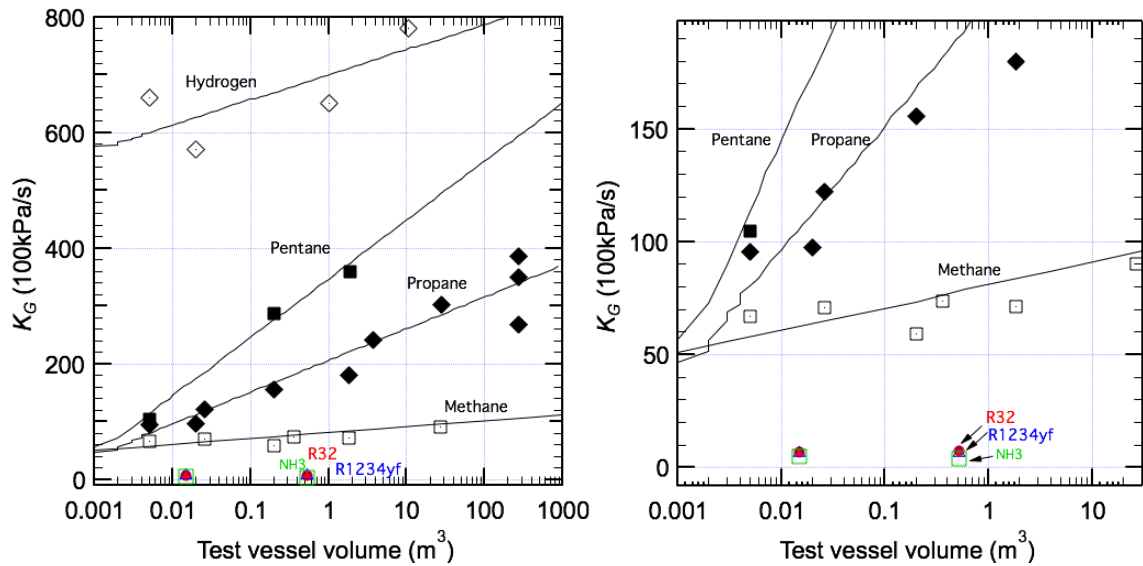 800
600
400
200
0
K_G (100kPa/s)
Hydrogen
Pentane
Propane
Methane
R32
NH3
R1234yf
0.001
0.01
0.1
1
10
100
1000
Test vessel volume (m³)
150
100
50
0
K_G (100kPa/s)
Pentane
Propane
Methane
R32
R1234yf
NH3
0.001
0.01
0.1
1
10
Test vessel volume (m³)